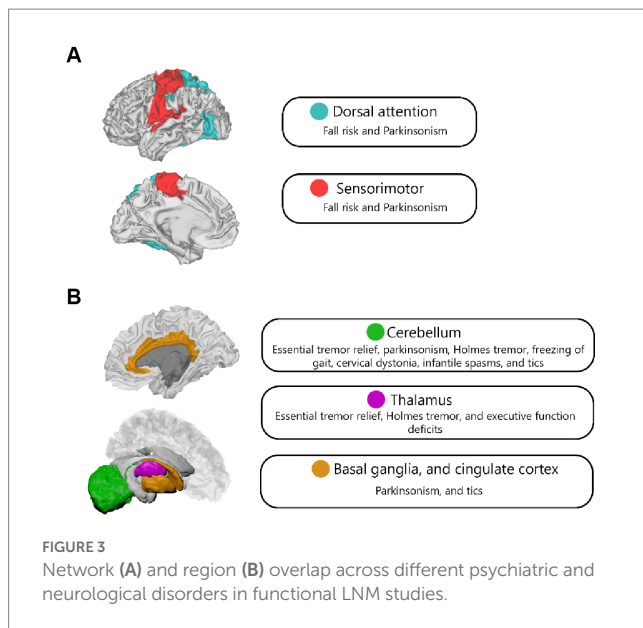 A
Dorsal attention
Fall risk and Parkinsonism
Sensorimotor
Fall risk and Parkinsonism
B
Cerebellum
Essential tremor relief, parkinsonism, Holmes tremor, freezing of
gait, cervical dystonia, infantile spasms, and tics
Thalamus
Essential tremor relief, Holmes tremor, and executive function
deficits
Basal ganglia, and cingulate cortex
Parkinsonism, and tics
FIGURE 3
Network (A) and region (B) overlap across different psychiatric and
neurological disorders in functional LNM studies.